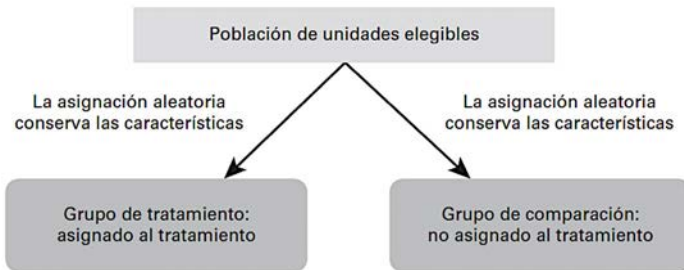 Población de unidades elegibles
La asignación aleatoria
conserva las características
La asignación aleatoria
conserva las características
Grupo de tratamiento:
asignado al tratamiento
Grupo de comparación:
no asignado al tratamiento